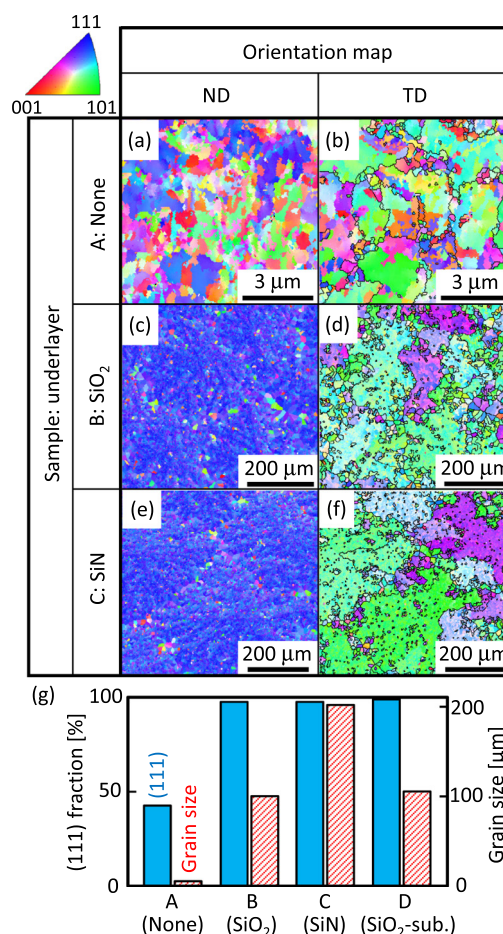 111
001 101
Orientation map
ND TD
Sample: underlayer
A: None
(a) (b)
3 μm 3 μm
B: SiO2
(c) (d)
200 μm 200 μm
C: SiN
(e) (f)
200 μm 200 μm
(g)
(111) fraction [%]
100
50
0
(111)
Grain size
200
100
0
Grain size [μm]
A B C D
(None) (SiO2) (SiN) (SiO2-sub.)